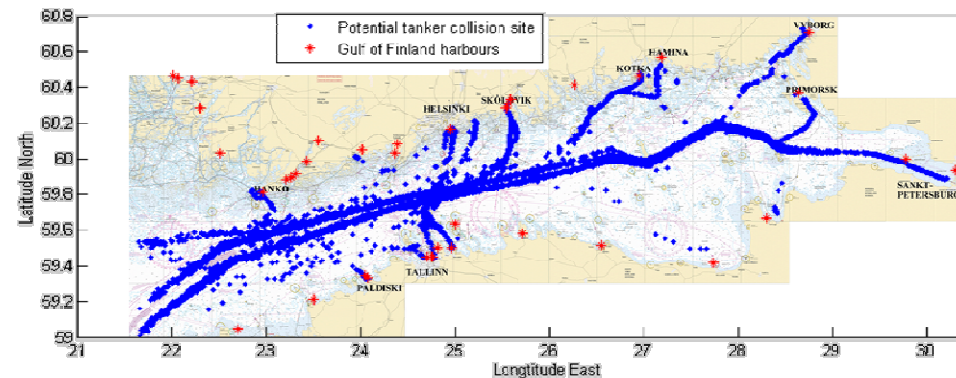 Potential tanker collision site
Gulf of Finland harbours
VYBORG
HAMINA
KOTKA
PRIMORSK
SKÖLDVIK
HELSINKI
HANKO
SANKT-
PETERSBURG
TALLINN
PALDISKI
60.8
60.6
60.4
60.2
60
59.8
59.6
59.4
59.2
59
Latitude North
21 22 23 24 25 26 27 28 29 30
Longtitude East